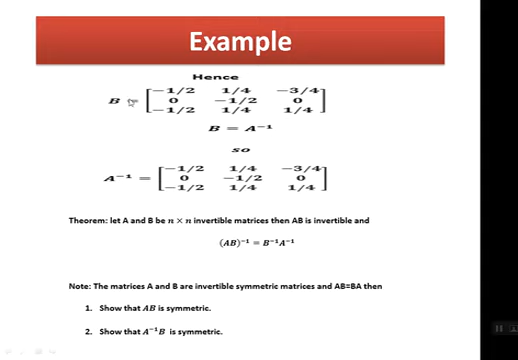 Example
Hence
B = [−1/2 1/4 −3/4
0 −1/2 0
−1/2 1/4 1/4]
B = A⁻¹
so
A⁻¹ = [−1/2 1/4 −3/4
0 −1/2 0
−1/2 1/4 1/4]
Theorem: let A and B be n × n invertible matrices then AB is invertible and
(AB)⁻¹ = B⁻¹A⁻¹
Note: The matrices A and B are invertible symmetric matrices and AB=BA then
1. Show that AB is symmetric.
2. Show that A⁻¹B is symmetric.